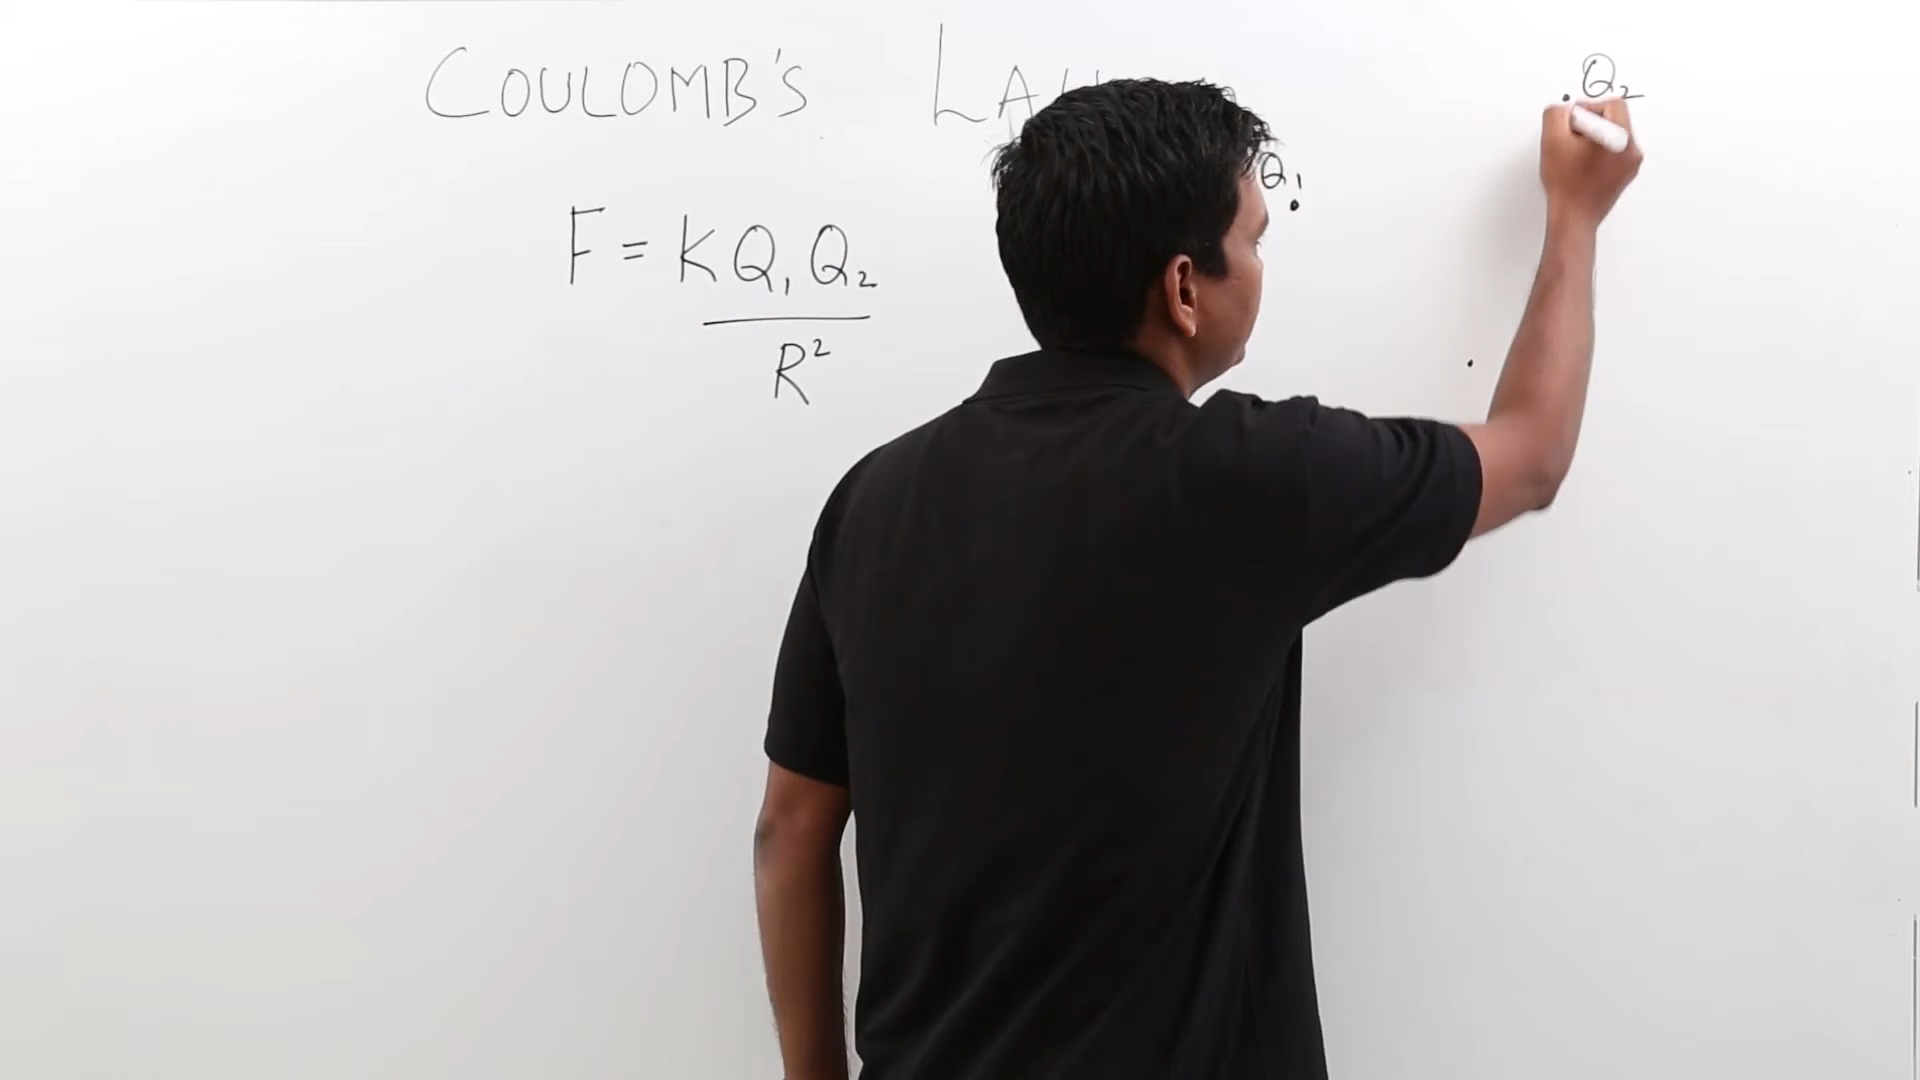 COULOMB'S
F = KQ₁Q₂
R²
Q₁
Q₂